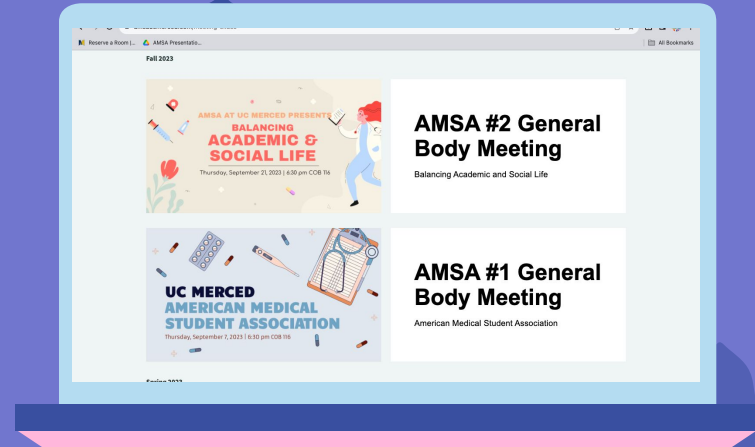 Reserve a Room |...
AMSA Presentatio...
All Bookmarks
Fall 2023
AMSA AT UC MERCED PRESENTS
BALANCING
ACADEMIC &
SOCIAL LIFE
Thursday, September 21, 2023 | 6:30 pm COB 116
AMSA #2 General
Body Meeting
Balancing Academic and Social Life
UC MERCED
AMERICAN MEDICAL
STUDENT ASSOCIATION
Thursday, September 7, 2023 | 6:30 pm COB 116
AMSA #1 General
Body Meeting
American Medical Student Association
Spring 2023